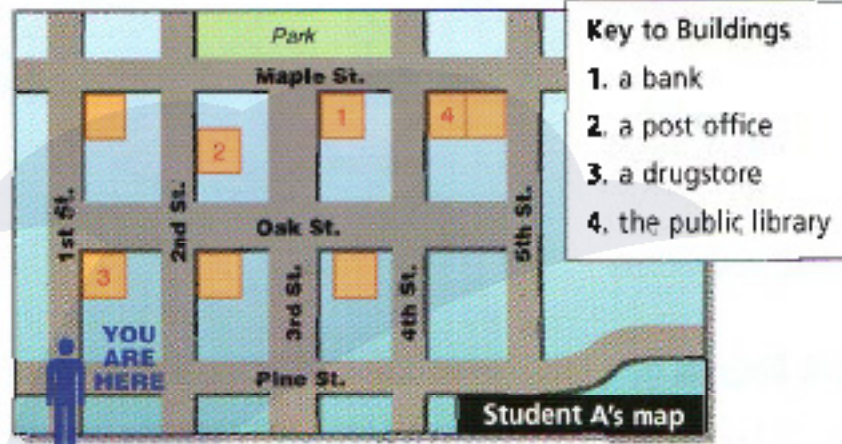 Park
Maple St.
1
4
2
1st St.
2nd St.
Oak St.
5th St.
3
3rd St.
4th St.
YOU
ARE
HERE
Pine St.
Student A's map
Key to Buildings
1. a bank
2. a post office
3. a drugstore
4. the public library